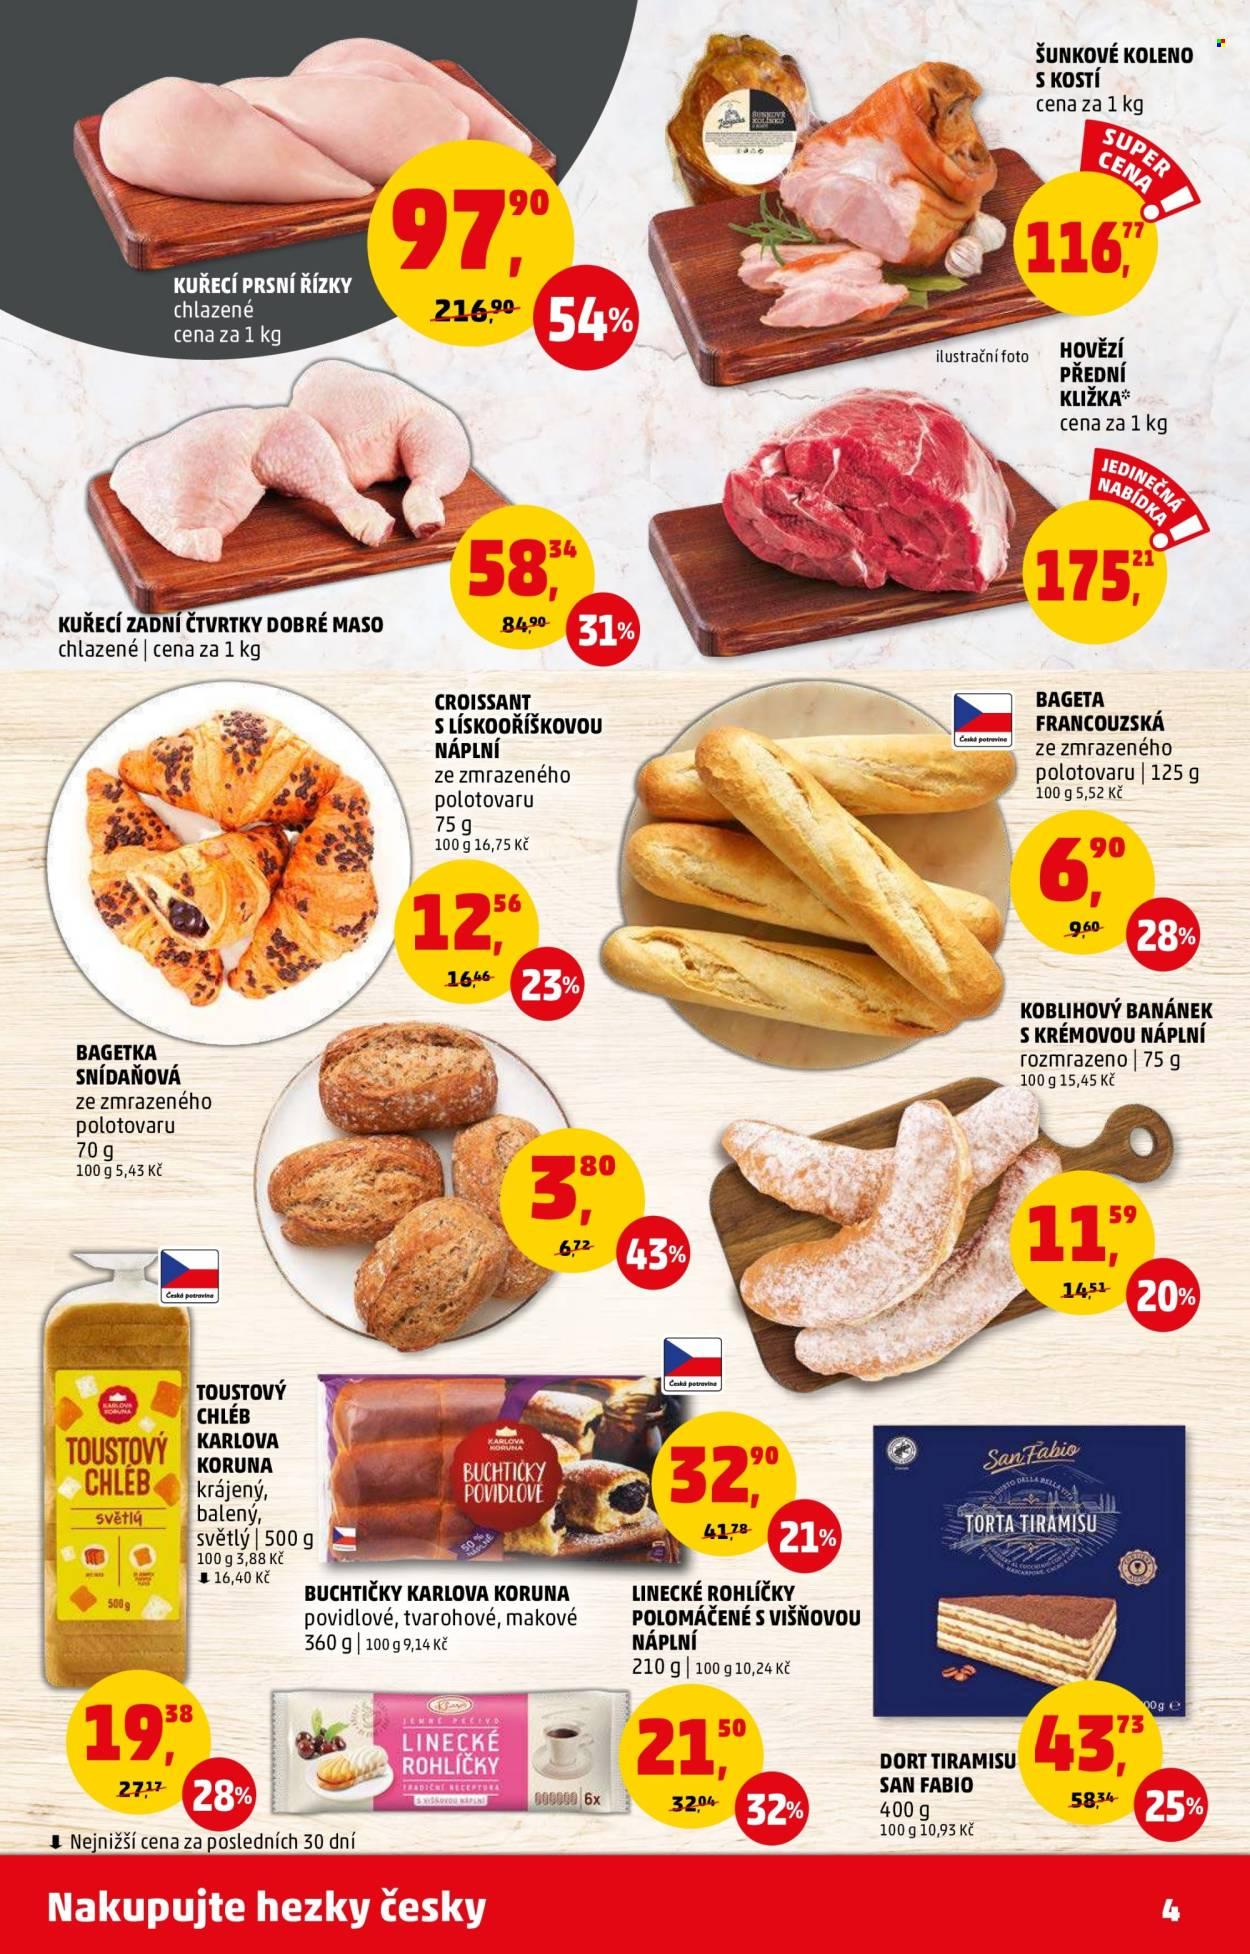 KUŘECÍ PRSNÍ ŘÍZKY
chlazené
cena za 1 kg
97,90
216,90
54%
ŠUNKOVÉ KOLENO
S KOSTÍ
cena za 1 kg
SUPER
CENA
116,77
ŠUNKOVÉ
KOLÍNKO
ilustrační foto
HOVĚZÍ
PŘEDNÍ
KLIŽKA*
cena za 1 kg
JEDINEČNÁ
NABÍDKA
175,21
58,34
84,90
31%
KUŘECÍ ZADNÍ ČTVRTKY DOBRÉ MASO
chlazené | cena za 1 kg
CROISSANT
S LÍSKOOŘÍŠKOVOU
NÁPLNÍ
ze zmrazeného
polotovaru
75 g
100 g 16,75 Kč
12,56
16,46
23%
Česká potravina
BAGETA
FRANCOUZSKÁ
ze zmrazeného
polotovaru | 125 g
100 g 5,52 Kč
6,90
9,60
28%
BAGETKA
SNÍDAŇOVÁ
ze zmrazeného
polotovaru
70 g
100 g 5,43 Kč
3,80
6,72
43%
KOBLIHOVÝ BANÁNEK
S KRÉMOVOU NÁPLNÍ
rozmrazeno | 75 g
100 g 15,45 Kč
11,59
14,51
20%
Česká potravina
KARLOVA
KORUNA
TOUSTOVÝ
CHLÉB
světlý
500 g
TOUSTOVÝ
CHLÉB
KARLOVA
KORUNA
krájený,
balený,
světlý | 500 g
100 g 3,88 Kč
⬇ 16,40 Kč
19,38
27,17
28%
Česká potravina
KARLOVA
KORUNA
BUCHTIČKY
POVIDLOVÉ
50 %
NÁPLNĚ
32,90
41,78
21%
BUCHTIČKY KARLOVA KORUNA
povidlové, tvarohové, makové
360 g | 100 g 9,14 Kč
LINECKÉ ROHLÍČKY
POLOMÁČENÉ S VIŠŇOVOU
NÁPLNÍ
210 g | 100 g 10,24 Kč
JEMNÉ PEČIVO
LINECKÉ
ROHLÍČKY
TRADIČNÍ RECEPTURA
S VIŠŇOVOU NÁPLNÍ
6x
21,50
32,04
32%
San Fabio
GUSTO DELLA BELLA VITA
TORTA TIRAMISU
DORT TIRAMISU
SAN FABIO
400 g
100 g 10,93 Kč
43,73
58,34
25%
⬇ Nejnižší cena za posledních 30 dní
Nakupujte hezky česky
4